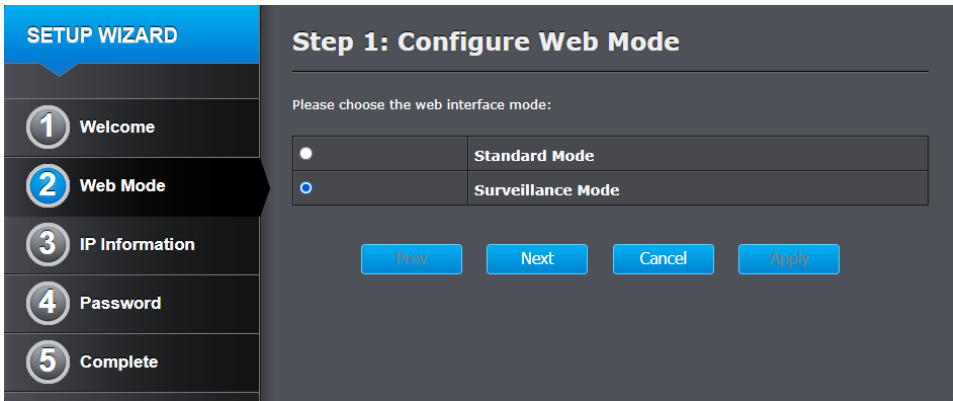 SETUP WIZARD
1 Welcome
2 Web Mode
3 IP Information
4 Password
5 Complete
Step 1: Configure Web Mode
Please choose the web interface mode:
Standard Mode
Surveillance Mode
Prev Next Cancel Apply